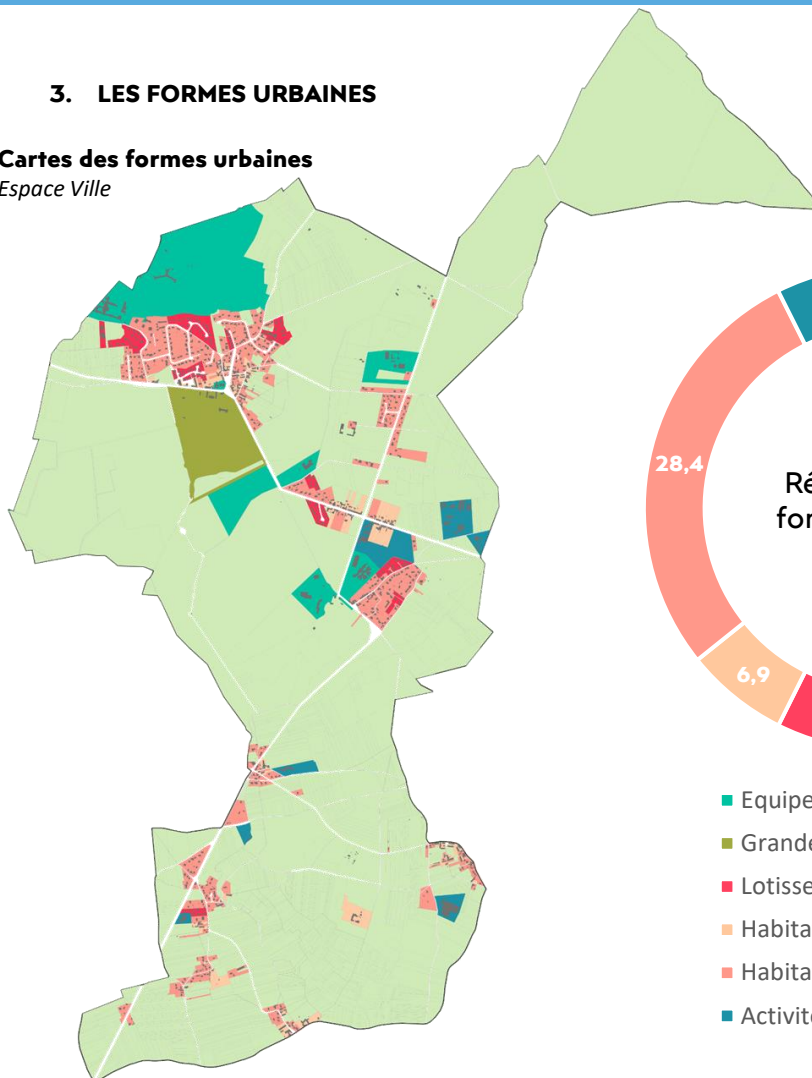 3. LES FORMES URBAINES
Cartes des formes urbaines
Espace Ville
28,4
Ré
for
6,9
Equipe
Grande
Lotisse
Habita
Habita
Activit